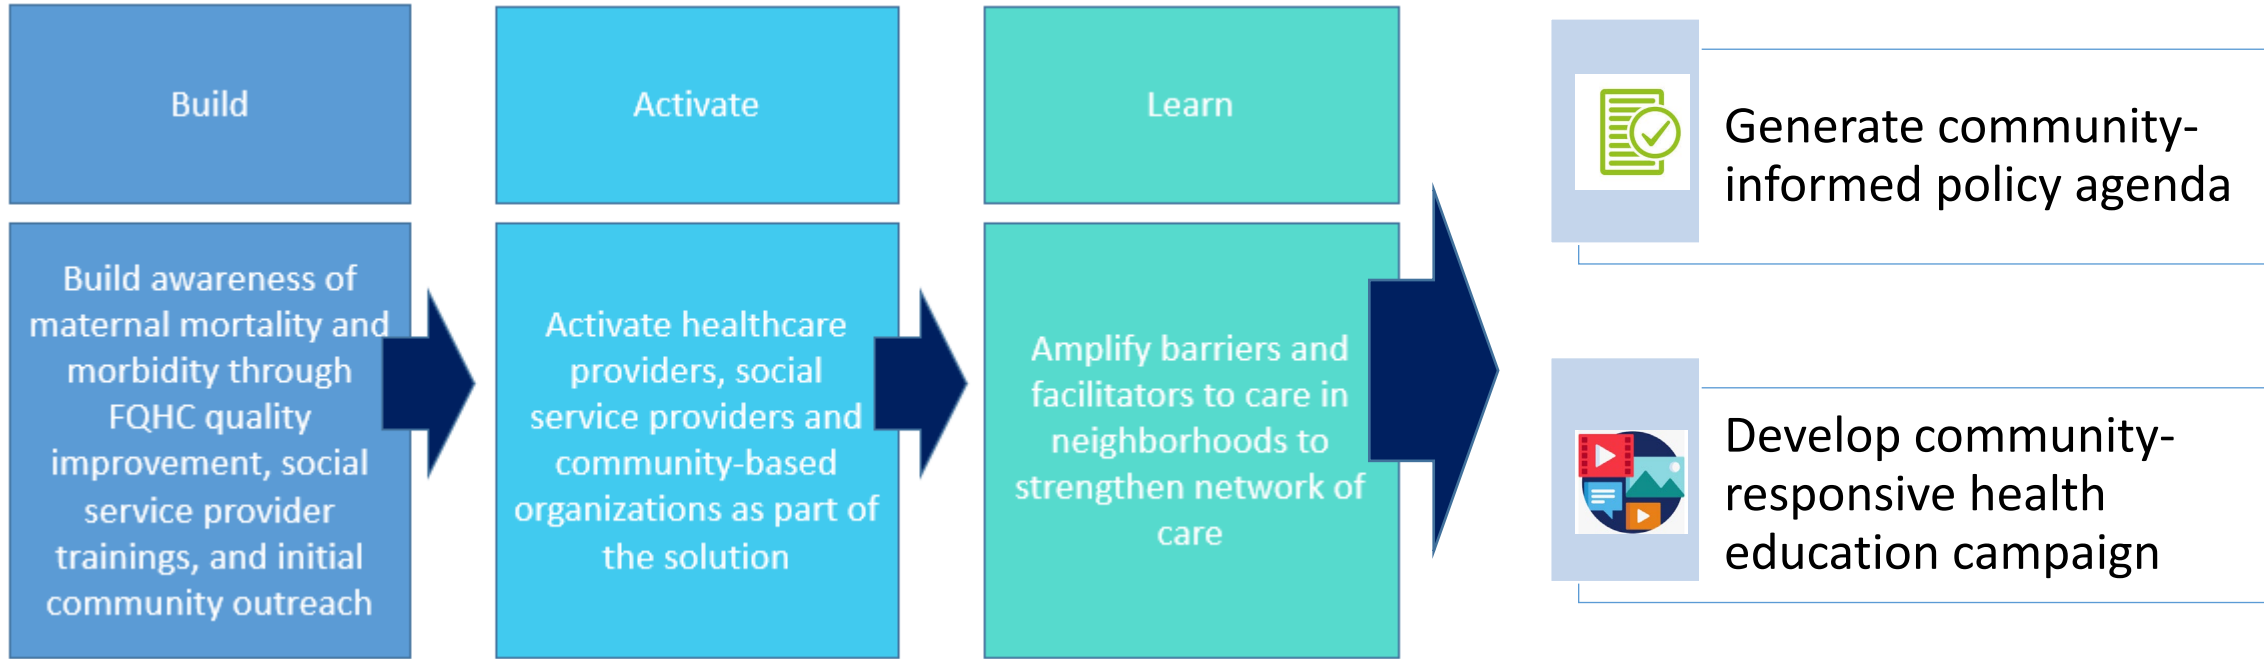 Build
Activate
Learn
Build awareness of
maternal mortality and
morbidity through
FQHC quality
improvement, social
service provider
trainings, and initial
community outreach
Activate healthcare
providers, social
service providers and
community-based
organizations as part of
the solution
Amplify barriers and
facilitators to care in
neighborhoods to
strengthen network of
care
Generate community-
informed policy agenda
Develop community-
responsive health
education campaign